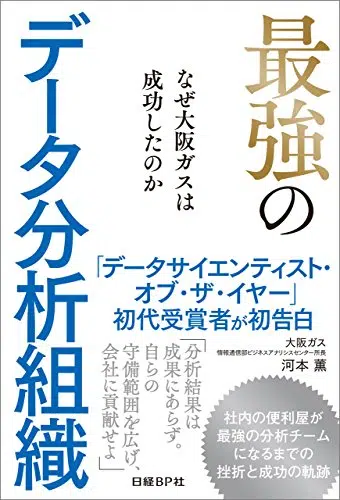 最強の
データ分析組織
なぜ大阪ガスは
成功したのか
「データサイエンティスト・
オブ・ザ・イヤー」
初代受賞者が初告白
大阪ガス
情報通信部ビジネスアナリシスセンター所長
河本 薫
「分析結果は
成果にあらず。
自らの
守備範囲を広げ、
会社に貢献せよ」
社内の便利屋が
最強の分析チーム
になるまでの
挫折と成功の軌跡
日経BP社